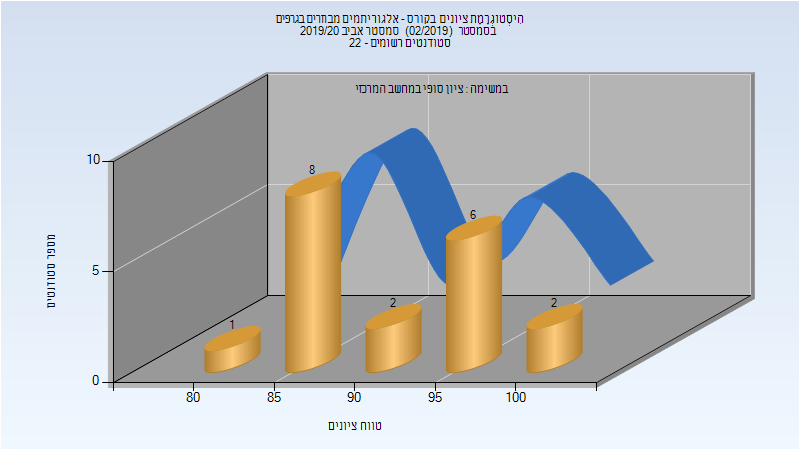 היסטוגרמת ציונים בקורס - אלגוריתמים מבוזרים בגרפים
בסמסטר (02/2019) סמסטר אביב 2019/20
סטודנטים רשומים - 22
במשימה : ציון סופי במחשב המרכזי
10
5
0
מספר סטודנטים
1
8
2
6
2
80
85
90
95
100
טווח ציונים